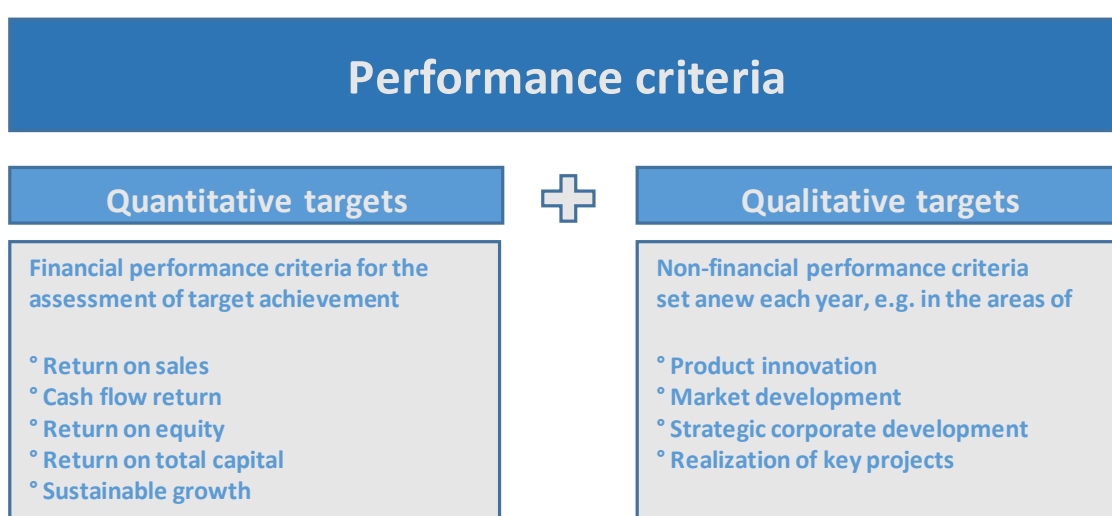 Performance criteria
Quantitative targets
Qualitative targets
Financial performance criteria for the
assessment of target achievement
° Return on sales
° Cash flow return
° Return on equity
° Return on total capital
° Sustainable growth
Non-financial performance criteria
set anew each year, e.g. in the areas of
° Product innovation
° Market development
° Strategic corporate development
° Realization of key projects